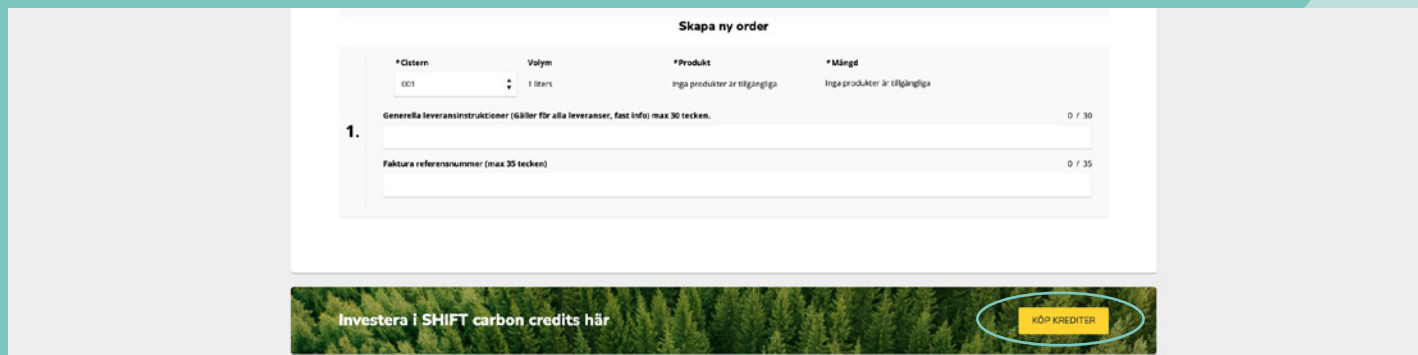 Skapa ny order
*Cistern Volym *Produkt *Mängd
001 1 liters Inga produkter är tillgängliga Inga produkter är tillgängliga
Generella leveransinstruktioner (Gäller för alla leveranser, fast info) max 30 tecken. 0 / 30
1.
Faktura referensnummer (max 35 tecken) 0 / 35
Investera i SHIFT carbon credits här KÖP KREDITER